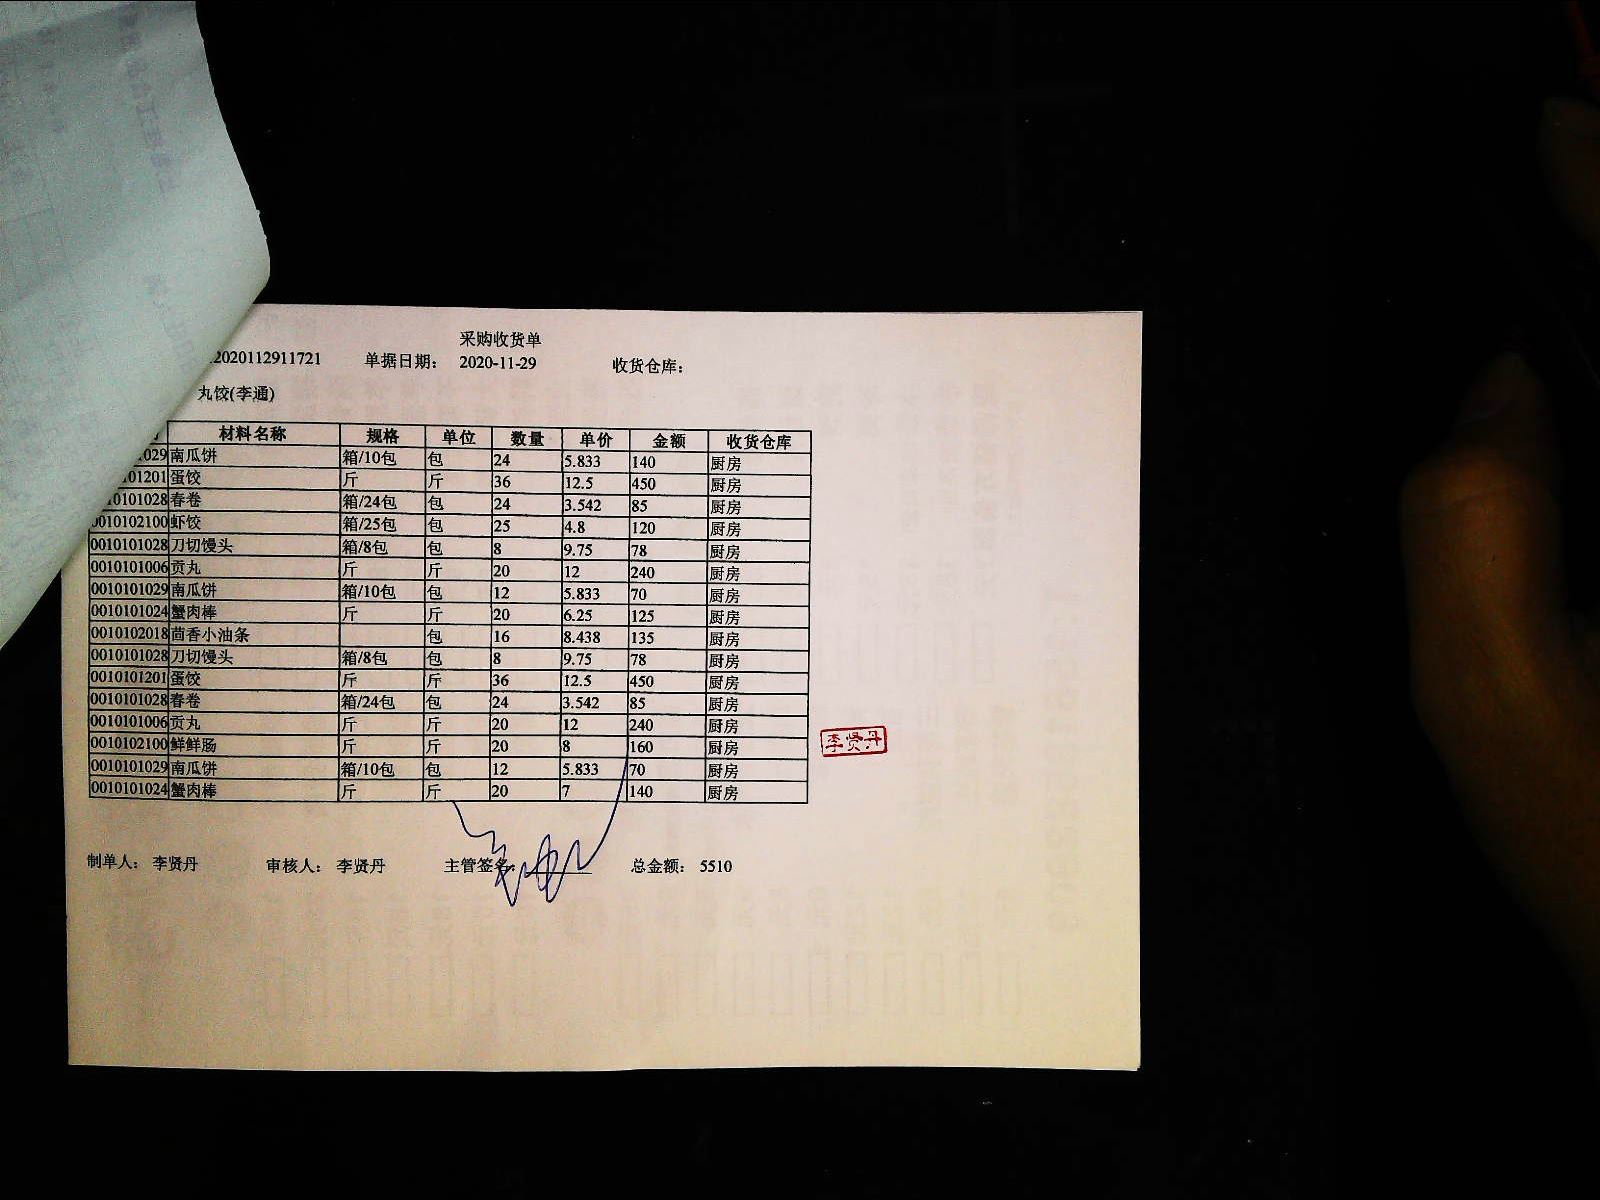 采购收货单
2020112911721 单据日期： 2020-11-29 收货仓库：
丸饺(李通)
材料名称 规格 单位 数量 单价 金额 收货仓库
029 南瓜饼 箱/10包 包 24 5.833 140 厨房
01201 蛋饺 斤 斤 36 12.5 450 厨房
0101028 春卷 箱/24包 包 24 3.542 85 厨房
0010102100 虾饺 箱/25包 包 25 4.8 120 厨房
0010101028 刀切馒头 箱/8包 包 8 9.75 78 厨房
0010101006 贡丸 斤 斤 20 12 240 厨房
0010101029 南瓜饼 箱/10包 包 12 5.833 70 厨房
0010101024 蟹肉棒 斤 斤 20 6.25 125 厨房
0010102018 茴香小油条 包 16 8.438 135 厨房
0010101028 刀切馒头 箱/8包 包 8 9.75 78 厨房
0010101201 蛋饺 斤 斤 36 12.5 450 厨房
0010101028 春卷 箱/24包 包 24 3.542 85 厨房
0010101006 贡丸 斤 斤 20 12 240 厨房
0010102100 鲜鲜肠 斤 斤 20 8 160 厨房
0010101029 南瓜饼 箱/10包 包 12 5.833 70 厨房
0010101024 蟹肉棒 斤 斤 20 7 140 厨房
李贤丹
制单人： 李贤丹 审核人： 李贤丹 主管签名： 总金额： 5510